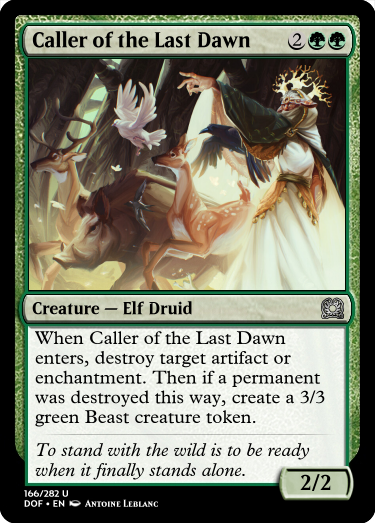 Caller of the Last Dawn 2
Creature — Elf Druid
When Caller of the Last Dawn
enters, destroy target artifact or
enchantment. Then if a permanent
was destroyed this way, create a 3/3
green Beast creature token.
To stand with the wild is to be ready
when it finally stands alone.
2/2
166/282 U
DOF • EN Antoine Leblanc